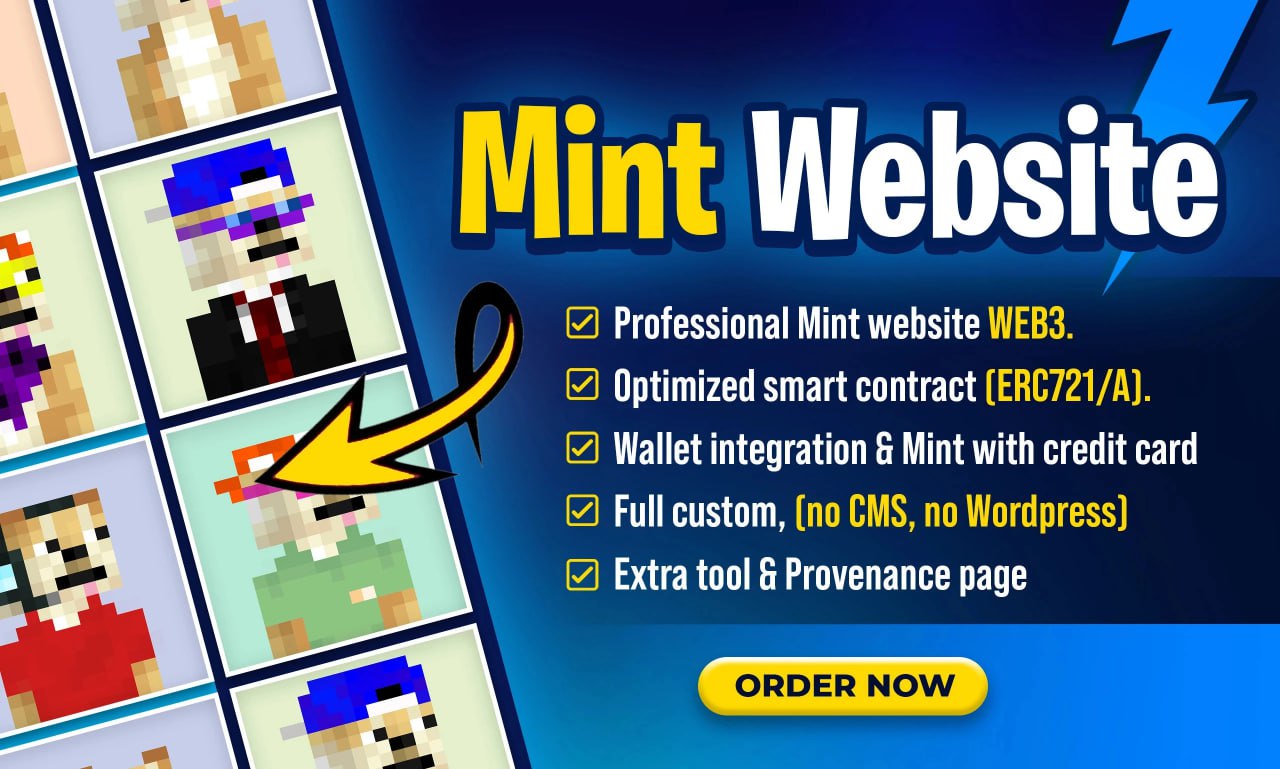 Mint Website
Professional Mint website WEB3.
Optimized smart contract (ERC721/A).
Wallet integration & Mint with credit card
Full custom, (no CMS, no Wordpress)
Extra tool & Provenance page
ORDER NOW